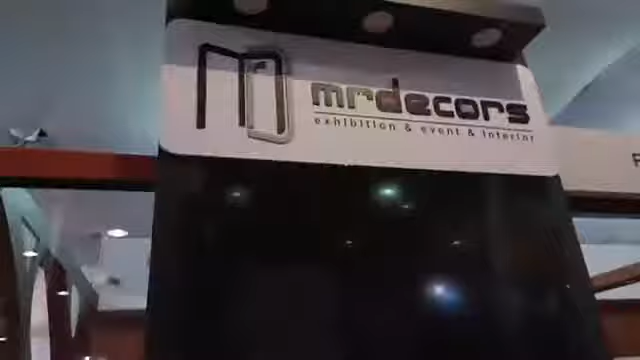 mrdecors
exhibition & event & interior
F